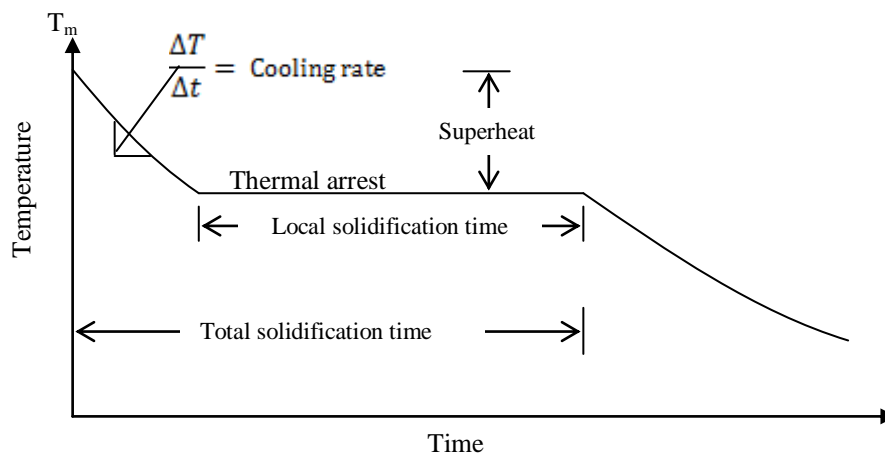 Tm
ΔT
Δt
= Cooling rate
Superheat
Temperature
Thermal arrest
Local solidification time
Total solidification time
Time